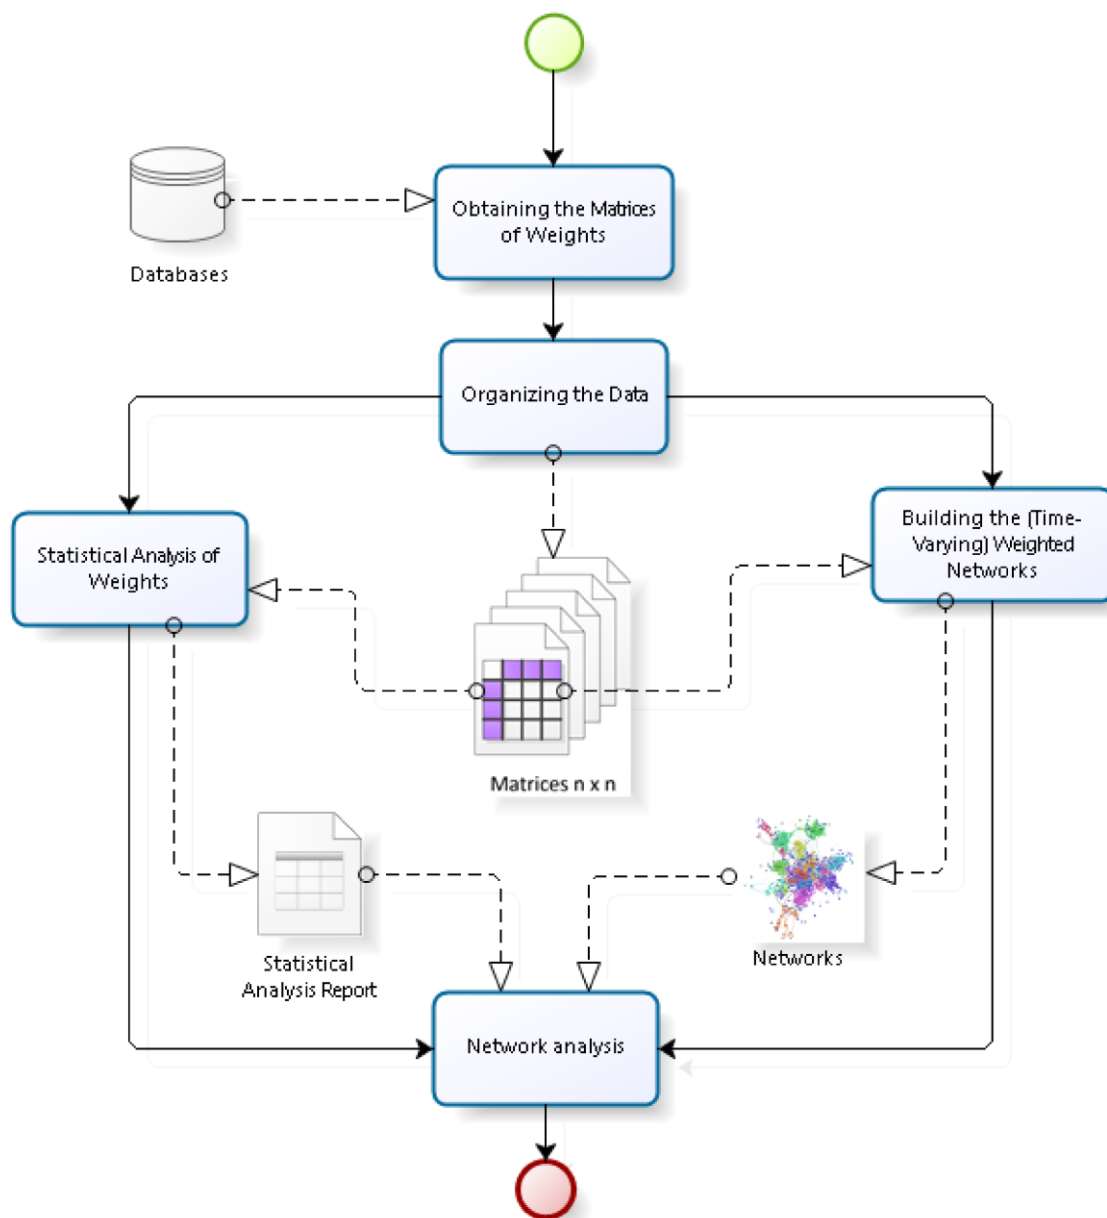 Obtaining the Matrices
of Weights
Databases
Organizing the Data
Statistical Analysis of
Weights
Building the (Time-
Varying) Weighted
Networks
Matrices n x n
Statistical
Analysis Report
Networks
Network analysis